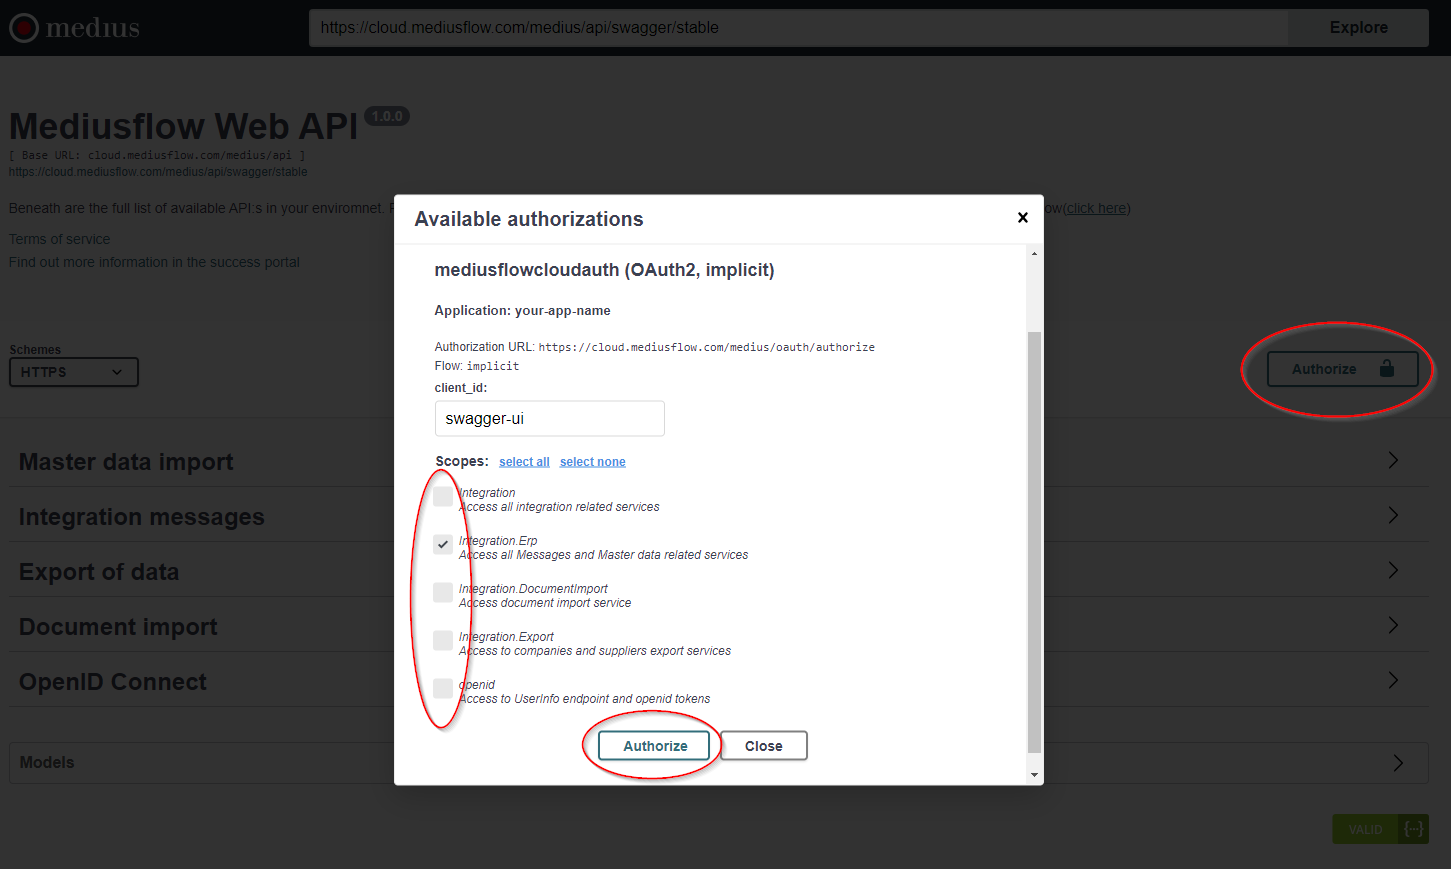 medius
https://cloud.mediusflow.com/medius/api/swagger/stable
Explore
Mediusflow Web API 1.0.0
[ Base URL: cloud.mediusflow.com/medius/api ]
https://cloud.mediusflow.com/medius/api/swagger/stable
Beneath are the full list of available API:s in your enviromnet.
ow(click here)
Terms of service
Find out more information in the success portal
Schemes
HTTPS
Authorize
Master data import
Integration messages
Export of data
Document import
OpenID Connect
Models
VALID {...}
Available authorizations
×
mediusflowcloudauth (OAuth2, implicit)
Application: your-app-name
Authorization URL: https://cloud.mediusflow.com/medius/oauth/authorize
Flow: implicit
client_id:
swagger-ui
Scopes: select all select none
Integration
Access all integration related services
Integration.Erp
Access all Messages and Master data related services
Integration.DocumentImport
Access document import service
Integration.Export
Access to companies and suppliers export services
openid
Access to UserInfo endpoint and openid tokens
Authorize
Close